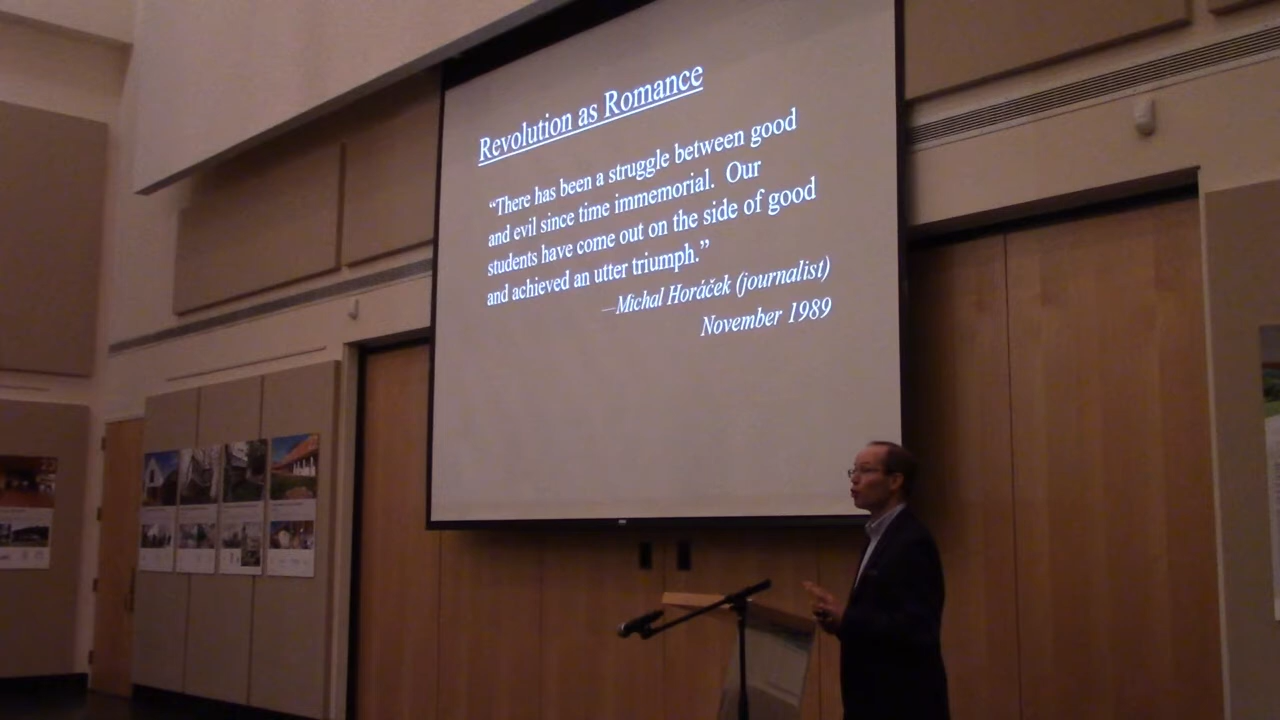 Revolution as Romance
“There has been a struggle between good
and evil since time immemorial. Our
students have come out on the side of good
and achieved an utter triumph.”
—Michal Horáček (journalist)
November 1989